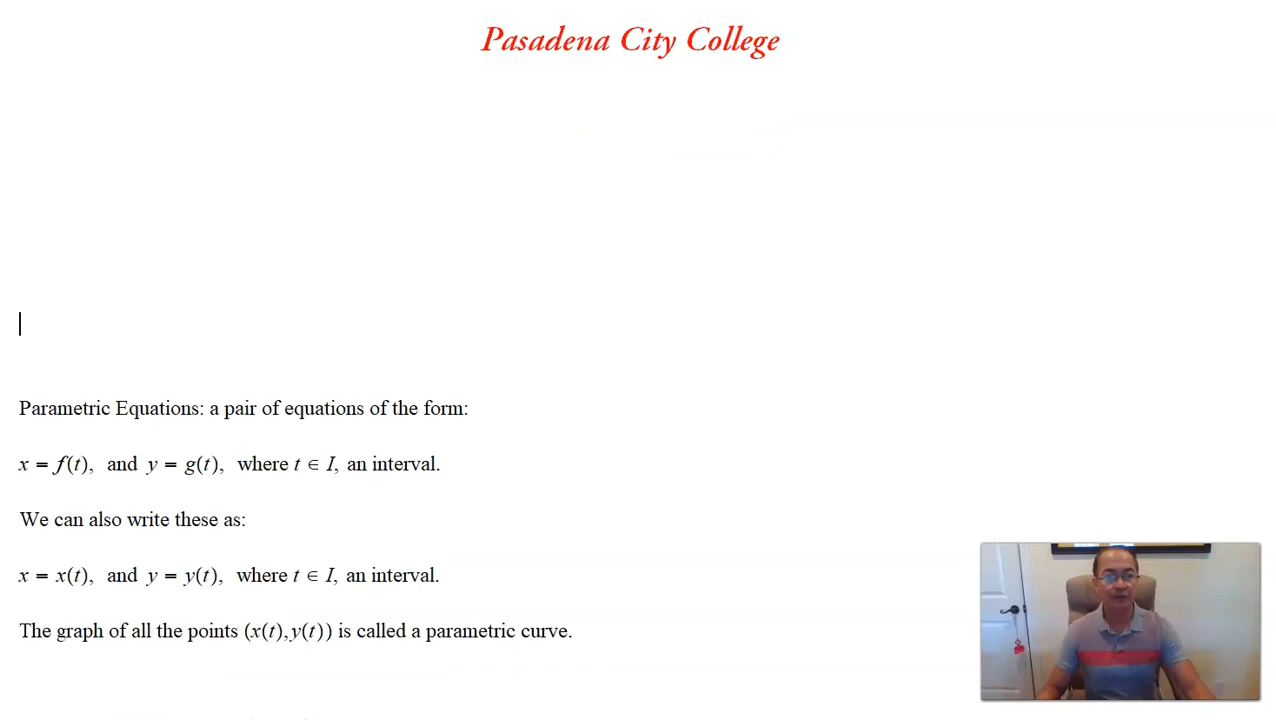 Pasadena City College
Parametric Equations: a pair of equations of the form:
x = f(t), and y = g(t), where t ∈ I, an interval.
We can also write these as:
x = x(t), and y = y(t), where t ∈ I, an interval.
The graph of all the points (x(t),y(t)) is called a parametric curve.